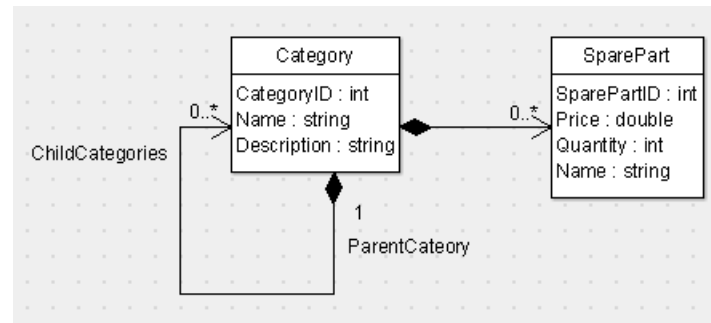 Category
CategoryID : int
Name : string
Description : string
SparePart
SparePartID : int
Price : double
Quantity : int
Name : string
0..*
0..*
ChildCategories
1
ParentCateory